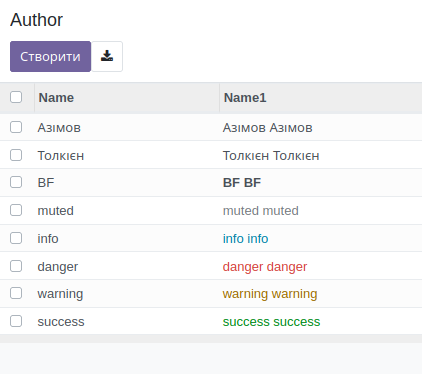 Author
Створити
Name Name1
Азімов Азімов Азімов
Толкієн Толкієн Толкієн
BF BF BF
muted muted muted
info info info
danger danger danger
warning warning warning
success success success